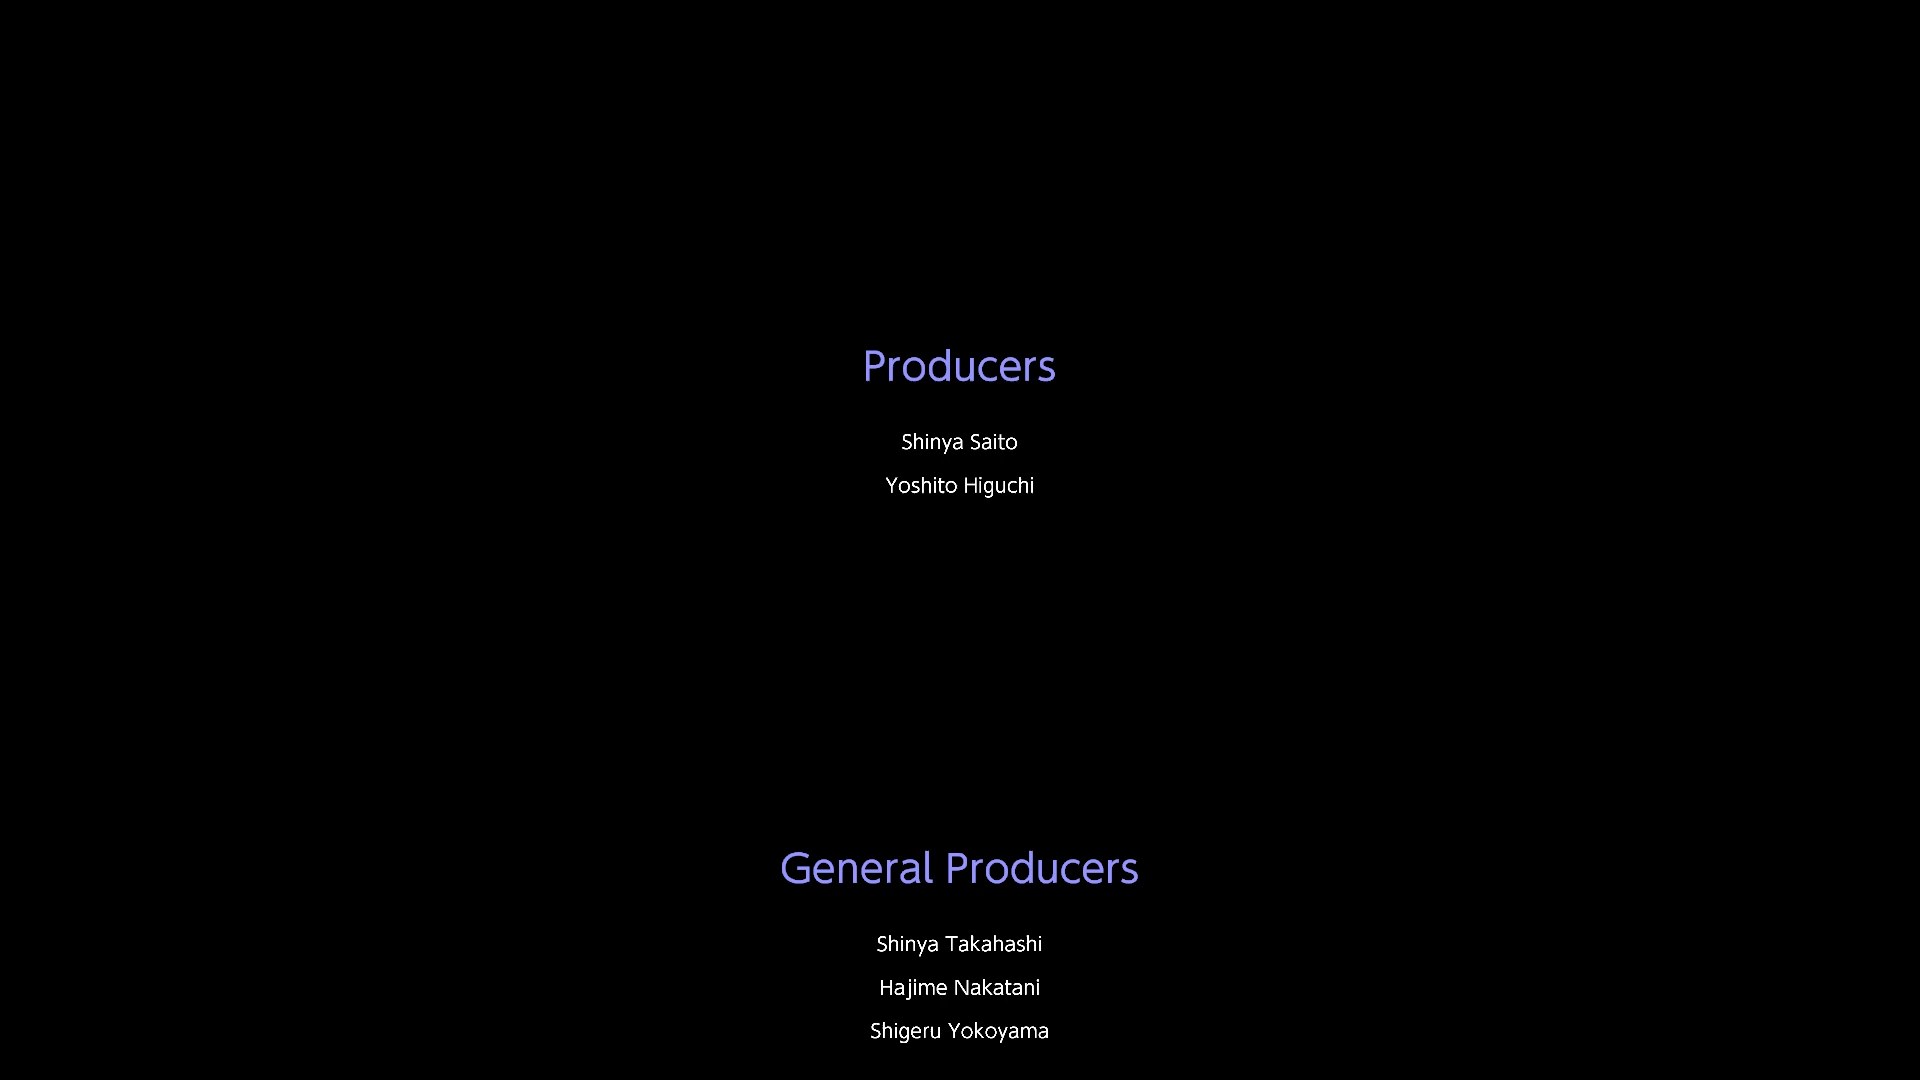 Producers
Shinya Saito
Yoshito Higuchi
General Producers
Shinya Takahashi
Hajime Nakatani
Shigeru Yokoyama